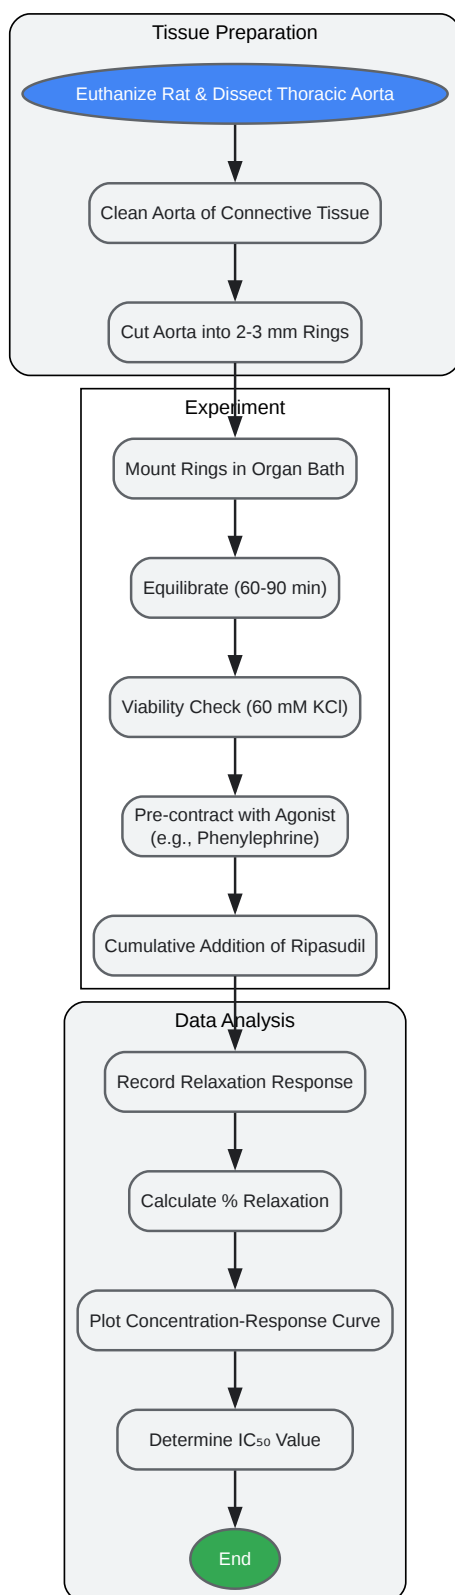 Tissue Preparation
Euthanize Rat & Dissect Thoracic Aorta
Clean Aorta of Connective Tissue
Cut Aorta into 2-3 mm Rings
Experiment
Mount Rings in Organ Bath
Equilibrate (60-90 min)
Viability Check (60 mM KCl)
Pre-contract with Agonist
(e.g., Phenylephrine)
Cumulative Addition of Ripasudil
Data Analysis
Record Relaxation Response
Calculate % Relaxation
Plot Concentration-Response Curve
Determine IC₅₀ Value
End